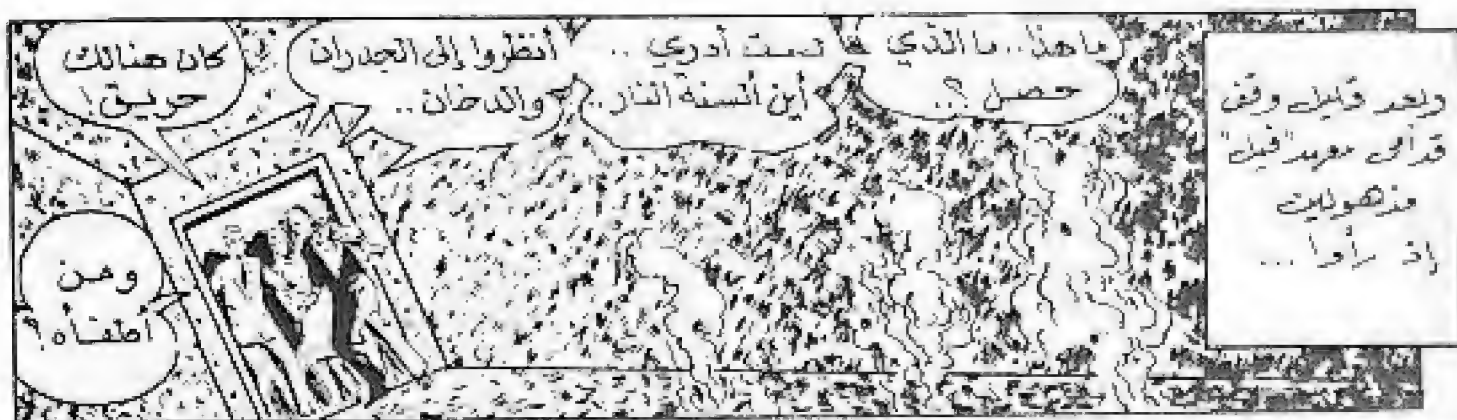 وبعد قليل وقف
قدامى معبد "فيل"
مذهولين
إذ رأوا ...
ما هذا .. ما الذي
حصل ؟..
لست أدري ..
أين ألسنة النار ..
أنظروا إلى الجدران
والدخان ..
كان هنالك
حريق !
ومن
أطفأه ؟